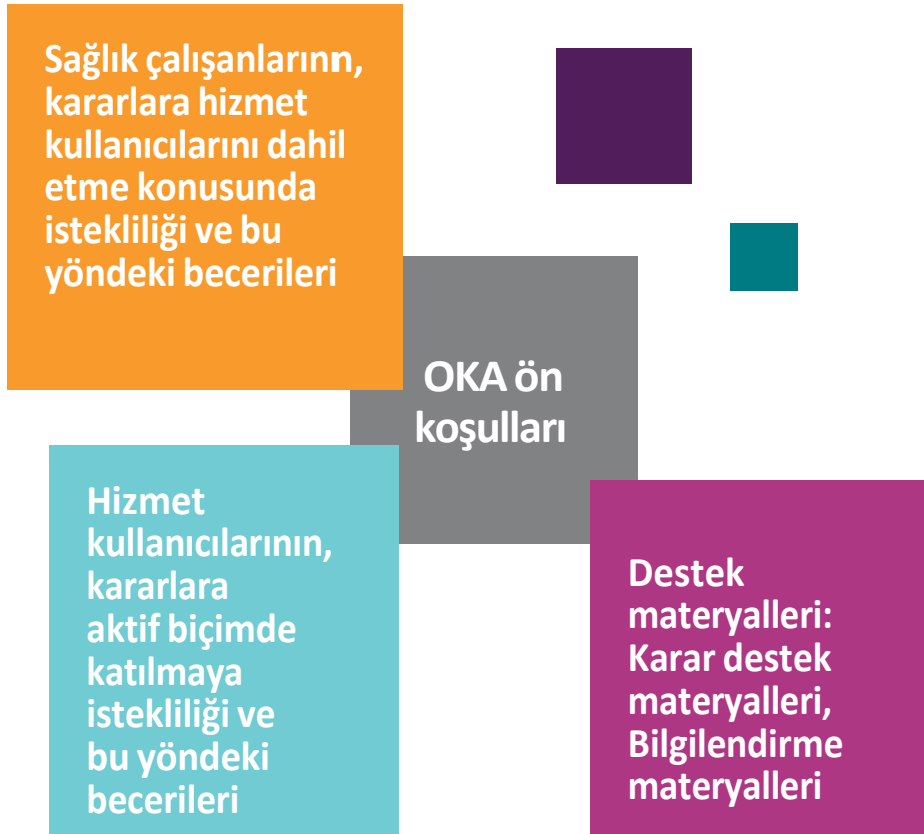 Sağlık çalışanlarınn,
kararlara hizmet
kullanıcılarını dahil
etme konusunda
istekliliği ve bu
yöndeki becerileri
OKA ön
koşulları
Hizmet
kullanıcılarının,
kararlara
aktif biçimde
katılmaya
istekliliği ve
bu yöndeki
becerileri
Destek
materyalleri:
Karar destek
materyalleri,
Bilgilendirme
materyalleri